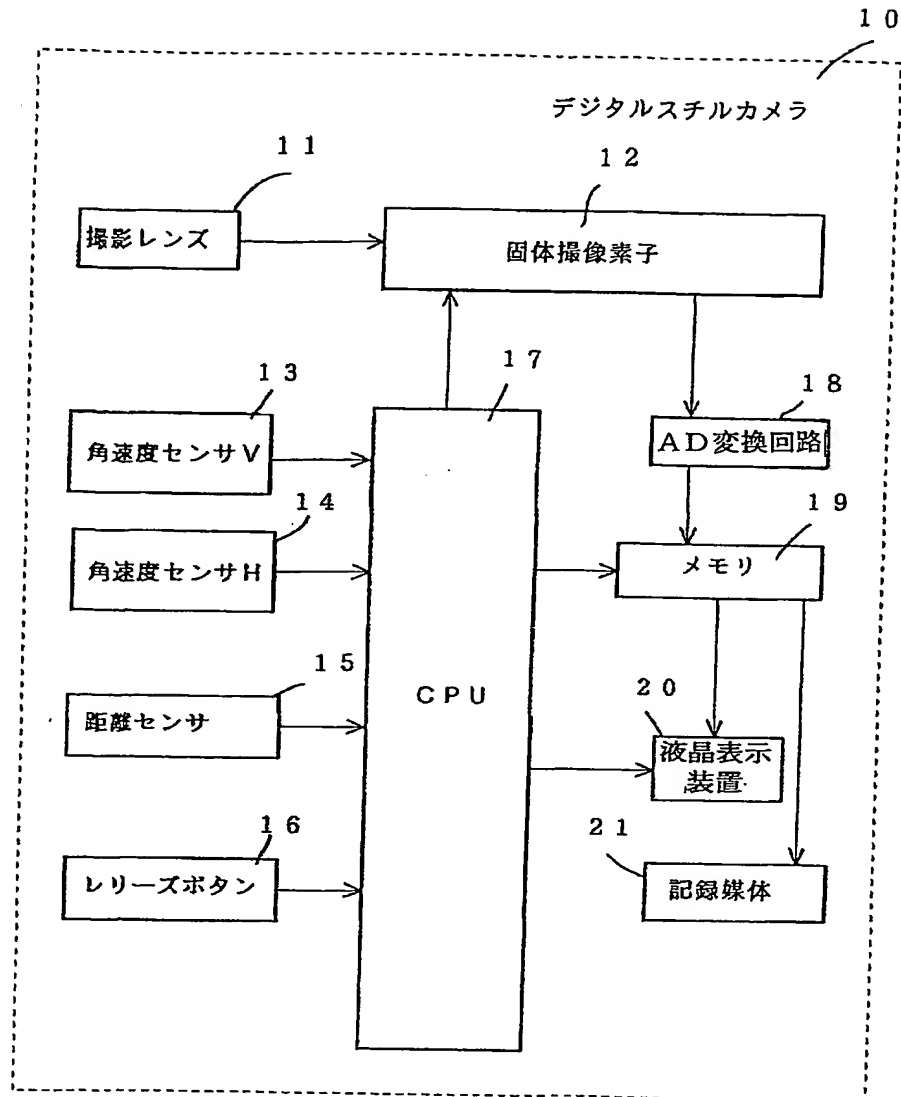 １０
デジタルスチルカメラ
１１
１２
撮影レンズ
固体撮像素子
１３
１７
１８
角速度センサV
AD変換回路
１４
１９
角速度センサH
メモリ
１５
CPU
２０
距離センサ
液晶表示
装置
１６
２１
レリーズボタン
記録媒体